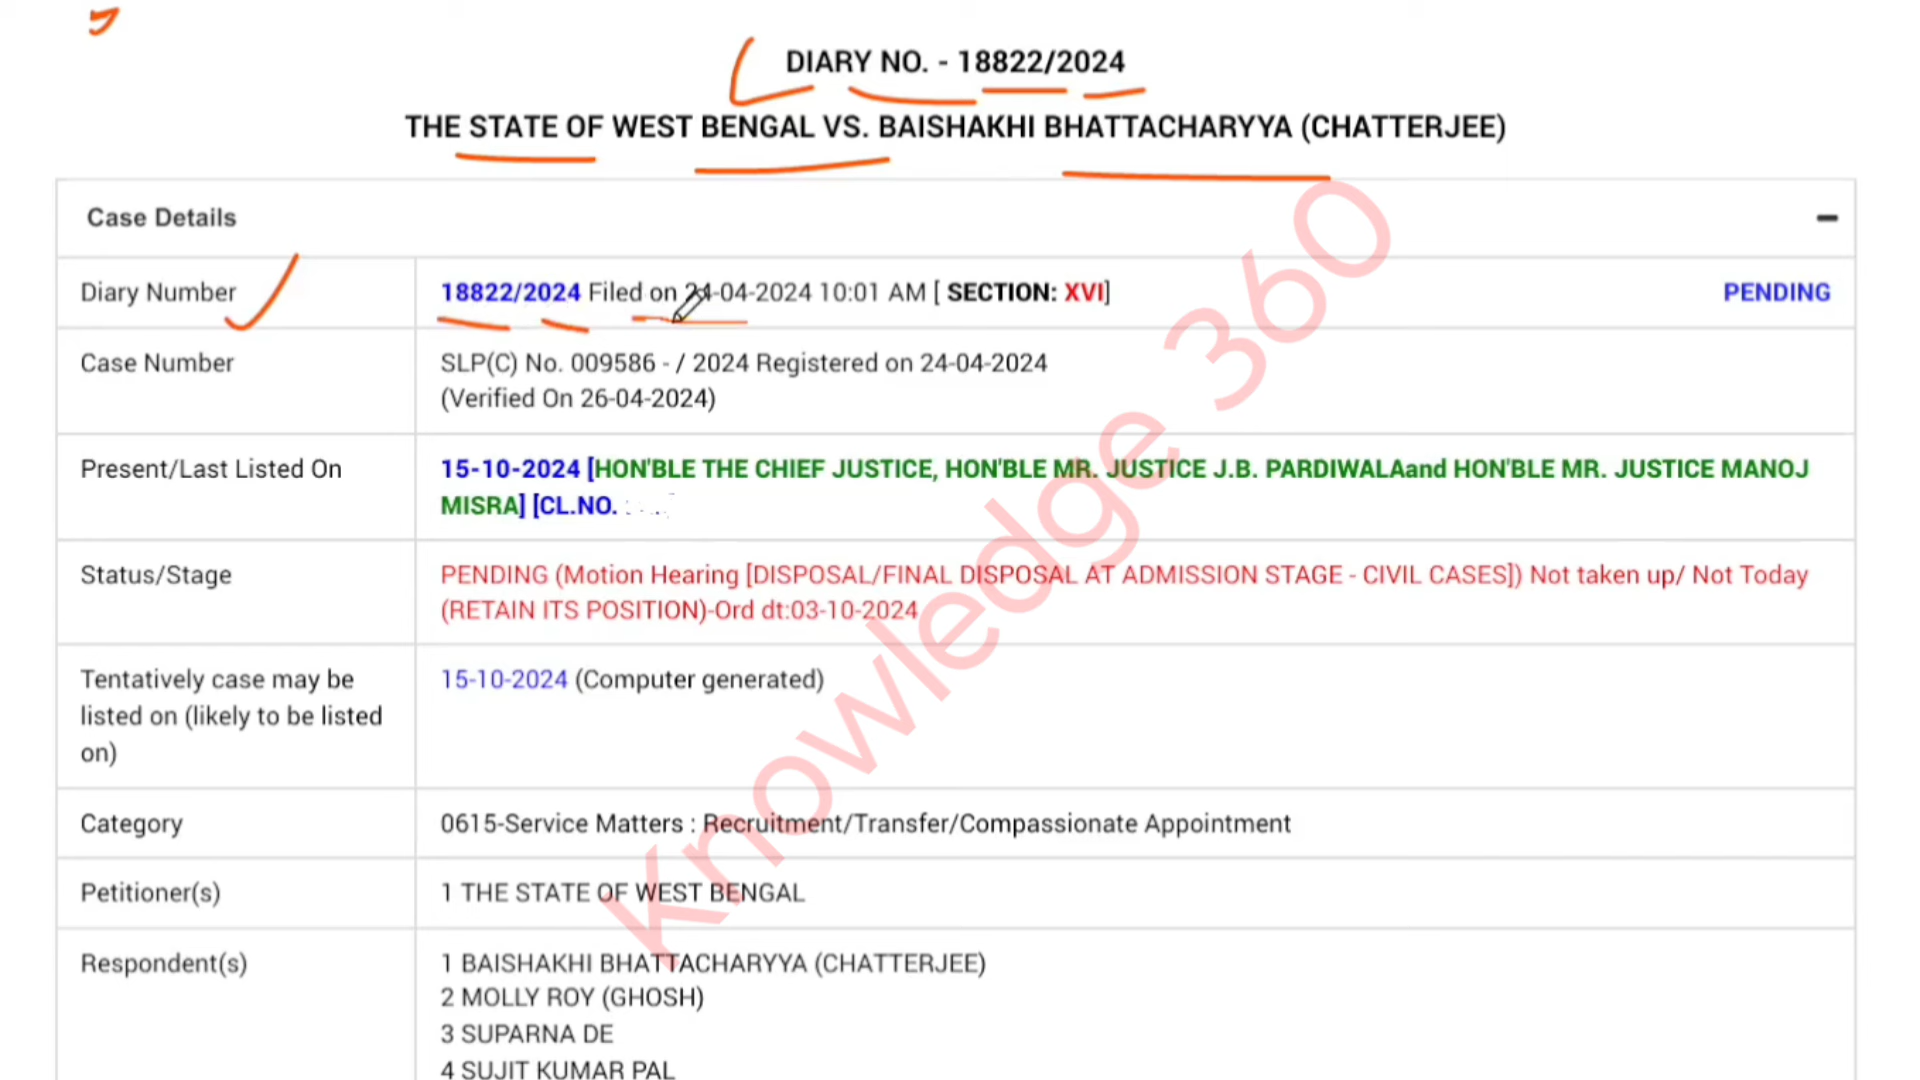 DIARY NO. - 18822/2024
THE STATE OF WEST BENGAL VS. BAISHAKHI BHATTACHARYYA (CHATTERJEE)
Case Details
Diary Number
18822/2024 Filed on 24-04-2024 10:01 AM [ SECTION: XVI]
PENDING
Case Number
SLP(C) No. 009586 - / 2024 Registered on 24-04-2024
(Verified On 26-04-2024)
Present/Last Listed On
15-10-2024 [HON'BLE THE CHIEF JUSTICE, HON'BLE MR. JUSTICE J.B. PARDIWALAand HON'BLE MR. JUSTICE MANOJ
MISRA] [CL.NO.
Status/Stage
PENDING (Motion Hearing [DISPOSAL/FINAL DISPOSAL AT ADMISSION STAGE - CIVIL CASES]) Not taken up/ Not Today
(RETAIN ITS POSITION)-Ord dt:03-10-2024
Tentatively case may be
listed on (likely to be listed
on)
15-10-2024 (Computer generated)
Category
0615-Service Matters : Recruitment/Transfer/Compassionate Appointment
Petitioner(s)
1 THE STATE OF WEST BENGAL
Respondent(s)
1 BAISHAKHI BHATTACHARYYA (CHATTERJEE)
2 MOLLY ROY (GHOSH)
3 SUPARNA DE
4 SUJIT KUMAR PAL
Knowledge 360